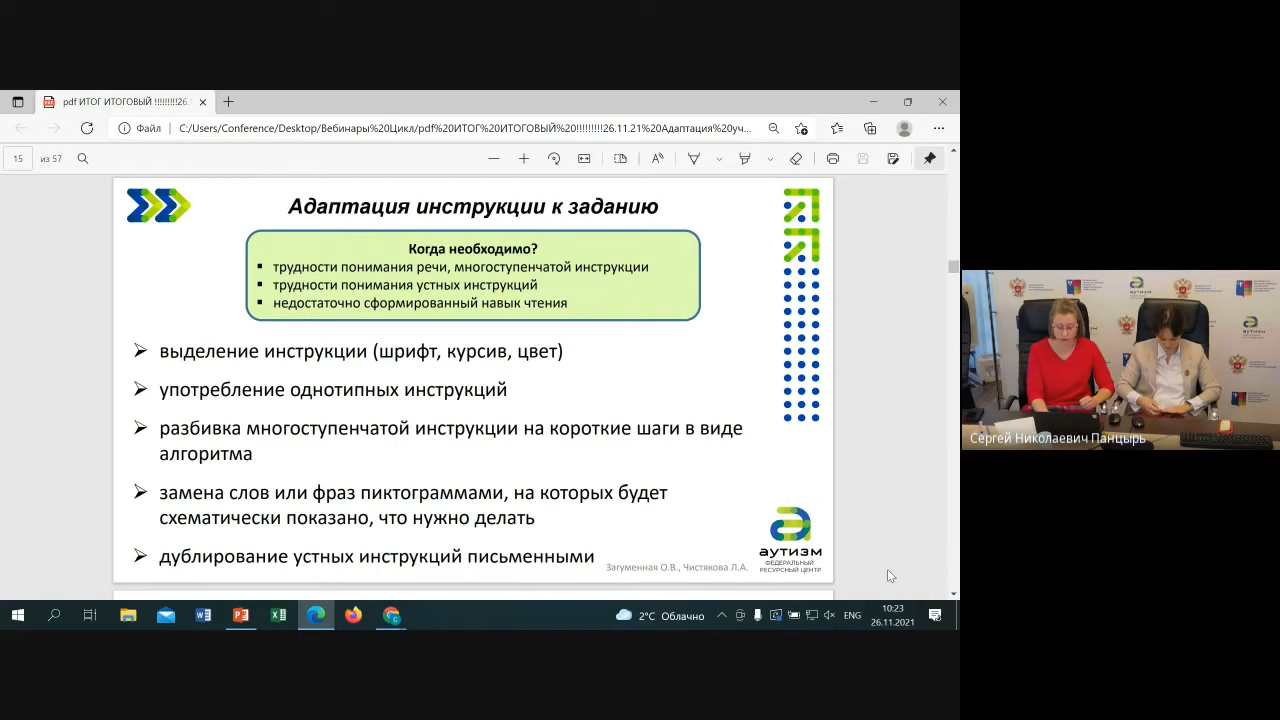 pdf ИТОГ ИТОГОВЫЙ !!!!!!!!!26.
Файл
C:/Users/Conference/Desktop/Вебинары%20Цикл/pdf%20ИТОГ%20ИТОГОВЫЙ%20!!!!!!!!!26.11.21%20Адаптация%20уч...
15 из 57
Адаптация инструкции к заданию
Когда необходимо?
▪ трудности понимания речи, многоступенчатой инструкции
▪ трудности понимания устных инструкций
▪ недостаточно сформированный навык чтения
➢ выделение инструкции (шрифт, курсив, цвет)
➢ употребление однотипных инструкций
➢ разбивка многоступенчатой инструкции на короткие шаги в виде
алгоритма
➢ замена слов или фраз пиктограммами, на которых будет
схематически показано, что нужно делать
➢ дублирование устных инструкций письменными
Загуменная О.В., Чистякова Л.А.
аутизм
ФЕДЕРАЛЬНЫЙ
РЕСУРСНЫЙ ЦЕНТР
Сергей Николаевич Панцырь
2°C Облачно
ENG
10:23
26.11.2021